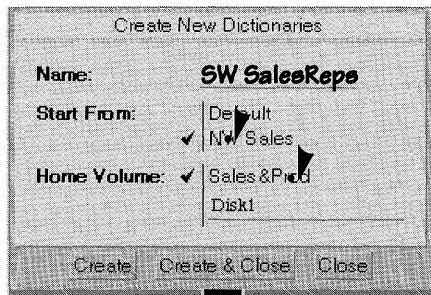 Create New Dictionaries
Name: SW SalesReps
Start From: Default
✔ NW Sales
Home Volume: ✔ Sales&Prod
Disk1
Create Create & Close Close